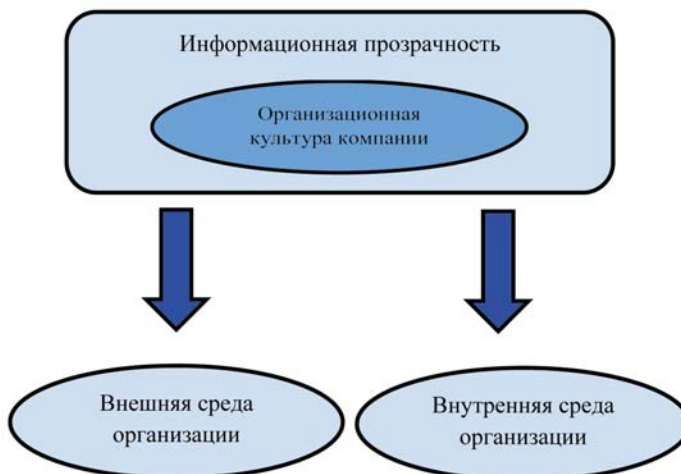 Информационная прозрачность
Организационная
культура компании
Внешняя среда
организации
Внутренняя среда
организации